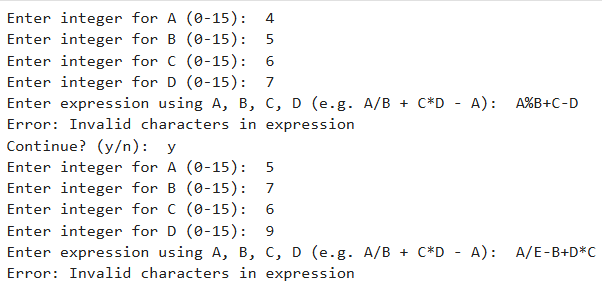 Enter integer for A (0-15):  4
Enter integer for B (0-15):  5
Enter integer for C (0-15):  6
Enter integer for D (0-15):  7
Enter expression using A, B, C, D (e.g. A/B + C*D - A):  A%B+C-D
Error: Invalid characters in expression
Continue? (y/n):  y
Enter integer for A (0-15):  5
Enter integer for B (0-15):  7
Enter integer for C (0-15):  6
Enter integer for D (0-15):  9
Enter expression using A, B, C, D (e.g. A/B + C*D - A):  A/E-B+D*C
Error: Invalid characters in expression